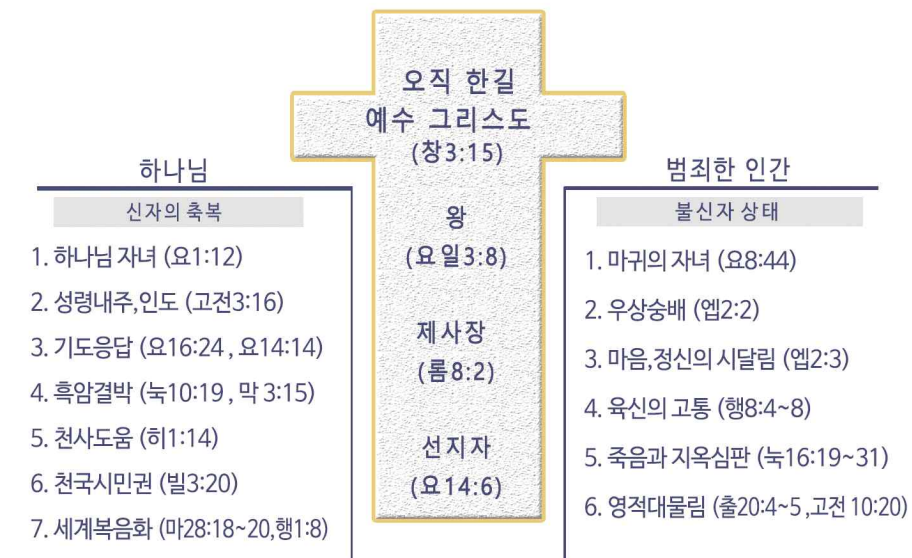 오직 한길
예수 그리스도
(창3:15)
왕
(요일3:8)
제사장
(롬8:2)
선지자
(요14:6)
하나님
신자의 축복
1. 하나님 자녀 (요1:12)
2. 성령내주,인도 (고전3:16)
3. 기도응답 (요16:24 , 요14:14)
4. 흑암결박 (눅10:19 , 막 3:15)
5. 천사도움 (히1:14)
6. 천국시민권 (빌3:20)
7. 세계복음화 (마28:18~20,행1:8)
범죄한 인간
불신자 상태
1. 마귀의 자녀 (요8:44)
2. 우상숭배 (엡2:2)
3. 마음,정신의 시달림 (엡2:3)
4. 육신의 고통 (행8:4~8)
5. 죽음과 지옥심판 (눅16:19~31)
6. 영적대물림 (출20:4~5 ,고전 10:20)